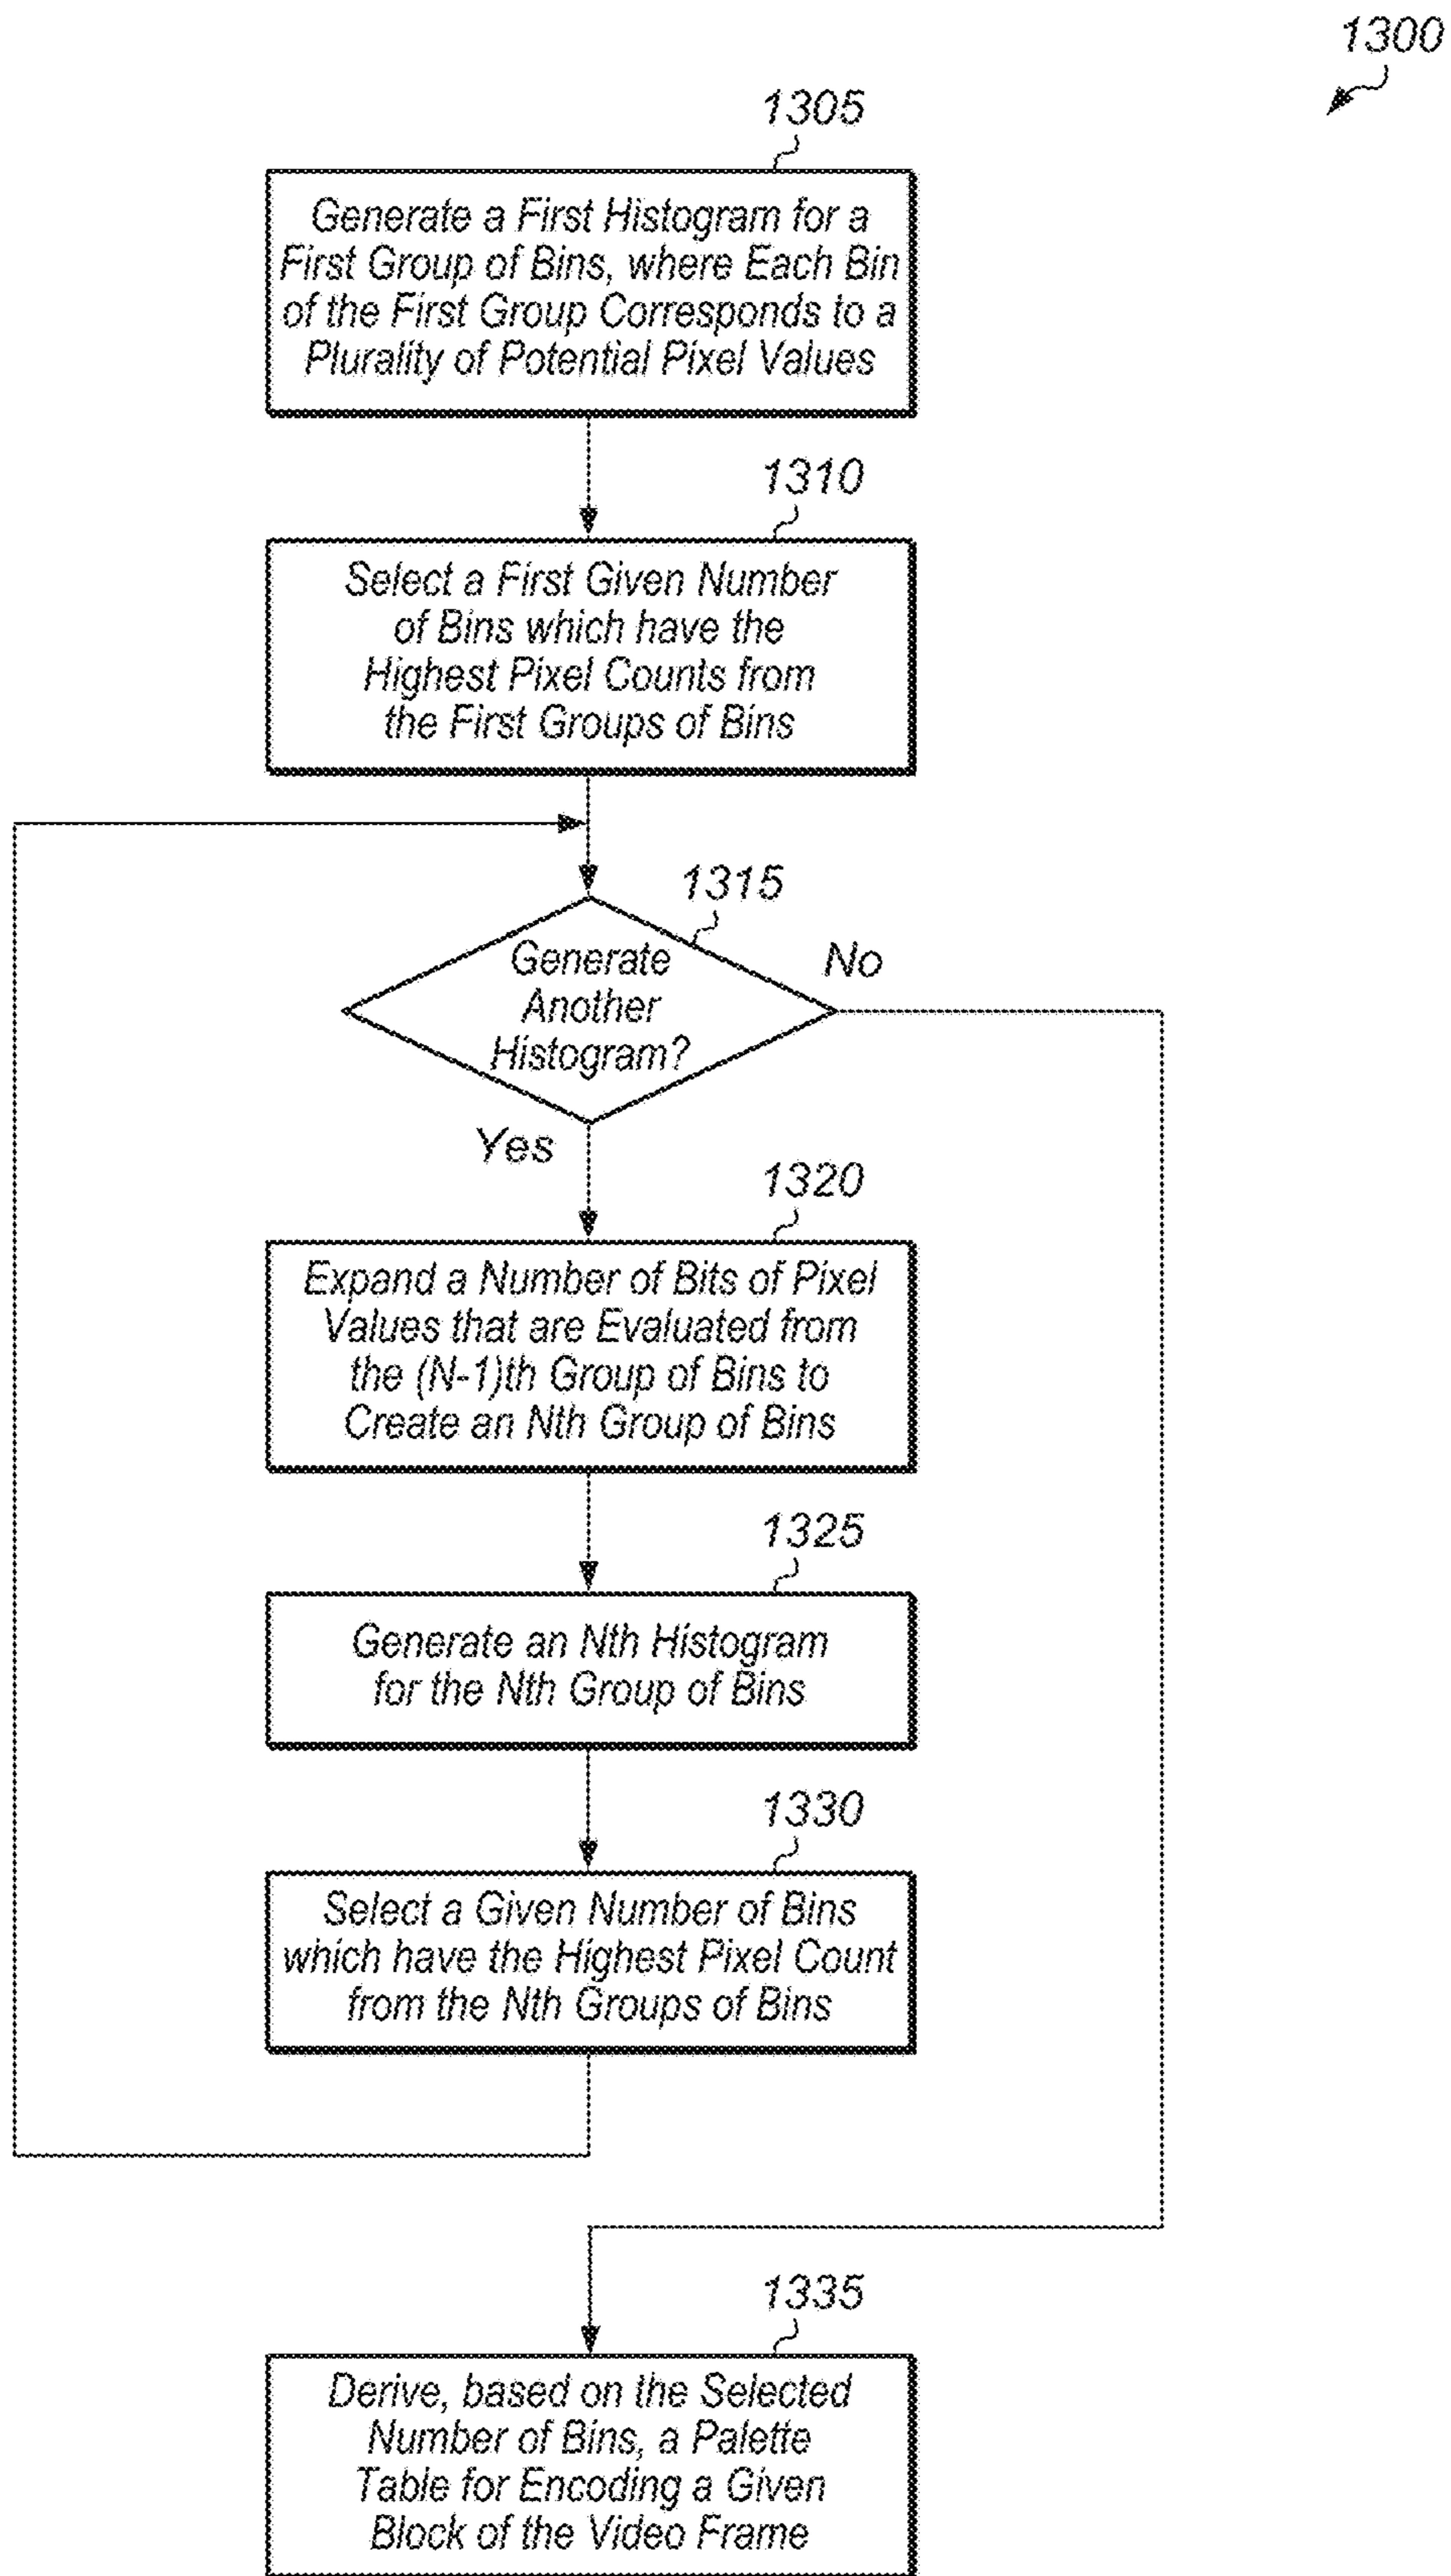 1300
1305
Generate a First Histogram for a
First Group of Bins, where Each Bin
of the First Group Corresponds to a
Plurality of Potential Pixel Values
1310
Select a First Given Number
of Bins which have the
Highest Pixel Counts from
the First Groups of Bins
1315
Generate
Another
Histogram?
No
Yes
1320
Expand a Number of Bits of Pixel
Values that are Evaluated from
the (N-1)th Group of Bins to
Create an Nth Group of Bins
1325
Generate an Nth Histogram
for the Nth Group of Bins
1330
Select a Given Number of Bins
which have the Highest Pixel Count
from the Nth Groups of Bins
1335
Derive, based on the Selected
Number of Bins, a Palette
Table for Encoding a Given
Block of the Video Frame